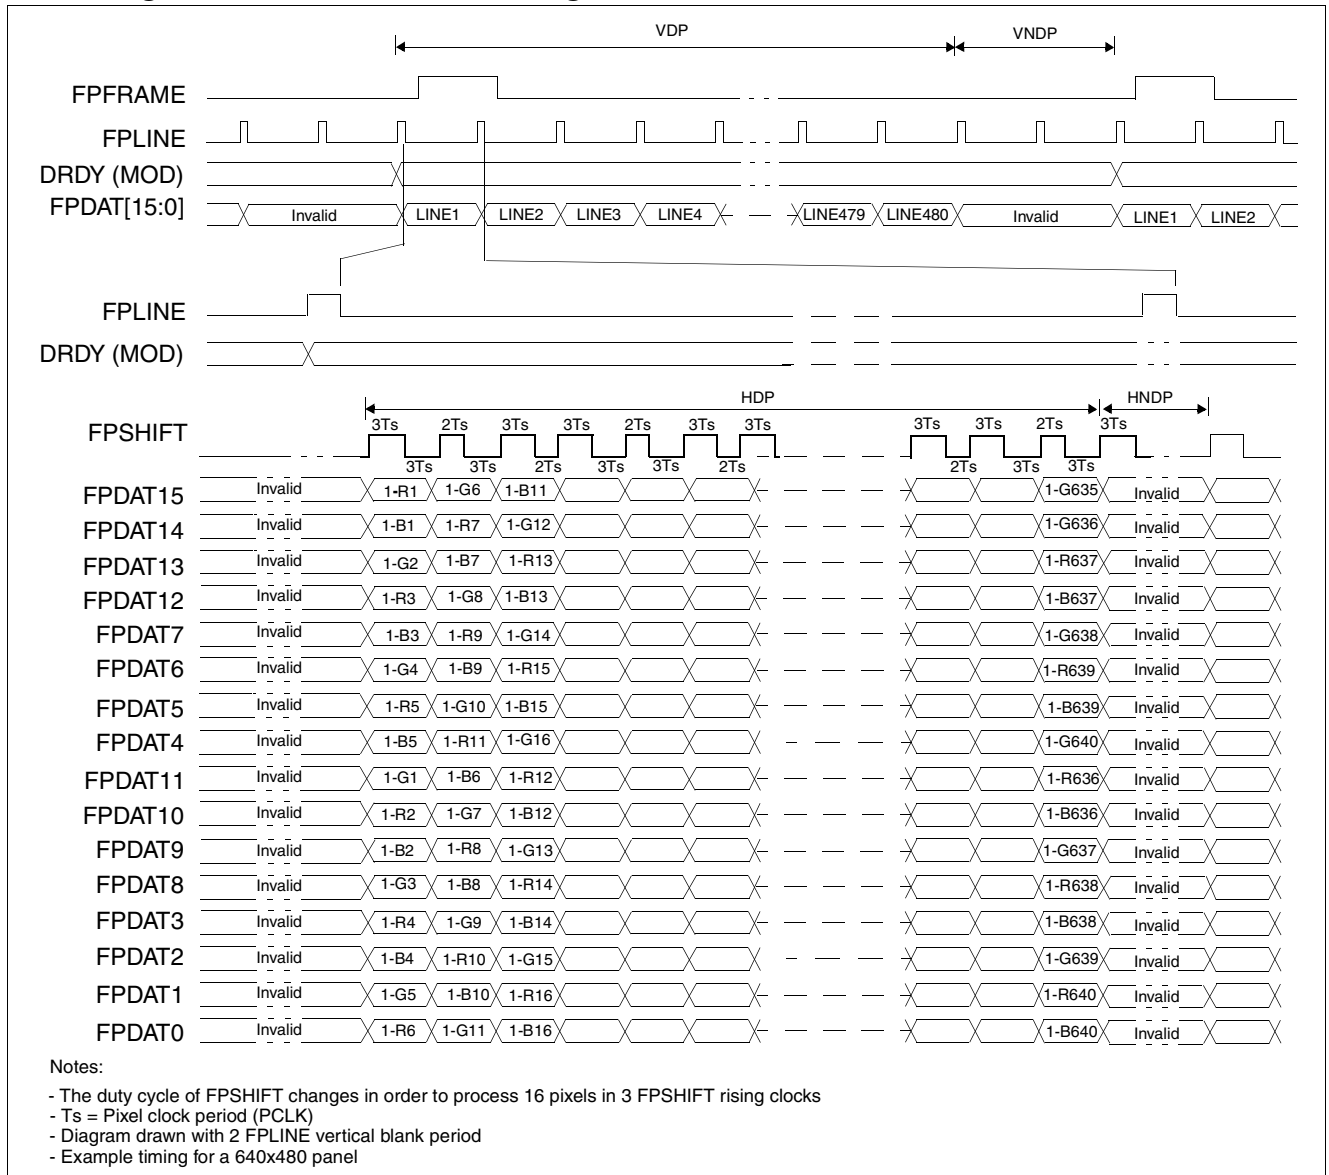 VDP VNDP
FPFRAME
FPLINE
DRDY (MOD)
FPDAT[15:0] Invalid LINE1 LINE2 LINE3 LINE4 LINE479 LINE480 Invalid LINE1 LINE2
FPLINE
DRDY (MOD)
HDP HNDP
3Ts 2Ts 3Ts 3Ts 2Ts 3Ts 3Ts 3Ts 3Ts 2Ts 3Ts
FPSHIFT
3Ts 3Ts 2Ts 3Ts 3Ts 2Ts 2Ts 3Ts 3Ts
FPDAT15 Invalid 1-R1 1-G6 1-B11 1-G635 Invalid
FPDAT14 Invalid 1-B1 1-R7 1-G12 1-G636 Invalid
FPDAT13 Invalid 1-G2 1-B7 1-R13 1-R637 Invalid
FPDAT12 Invalid 1-R3 1-G8 1-B13 1-B637 Invalid
FPDAT7 Invalid 1-B3 1-R9 1-G14 1-G638 Invalid
FPDAT6 Invalid 1-G4 1-B9 1-R15 1-R639 Invalid
FPDAT5 Invalid 1-R5 1-G10 1-B15 1-B639 Invalid
FPDAT4 Invalid 1-B5 1-R11 1-G16 1-G640 Invalid
FPDAT11 Invalid 1-G1 1-B6 1-R12 1-R636 Invalid
FPDAT10 Invalid 1-R2 1-G7 1-B12 1-B636 Invalid
FPDAT9 Invalid 1-B2 1-R8 1-G13 1-G637 Invalid
FPDAT8 Invalid 1-G3 1-B8 1-R14 1-R638 Invalid
FPDAT3 Invalid 1-R4 1-G9 1-B14 1-B638 Invalid
FPDAT2 Invalid 1-B4 1-R10 1-G15 1-G639 Invalid
FPDAT1 Invalid 1-G5 1-B10 1-R16 1-R640 Invalid
FPDAT0 Invalid 1-R6 1-G11 1-B16 1-B640 Invalid
Notes:
- The duty cycle of FPSHIFT changes in order to process 16 pixels in 3 FPSHIFT rising clocks
- Ts = Pixel clock period (PCLK)
- Diagram drawn with 2 FPLINE vertical blank period
- Example timing for a 640x480 panel